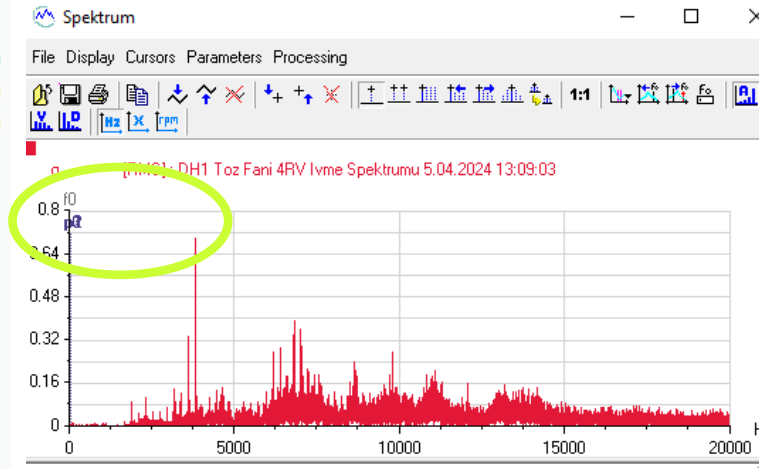 Spektrum
File Display Cursors Parameters Processing
1:1
Hz X rpm
g [RMS] : DH1 Toz Fani 4RV Ivme Spektrumu 5.04.2024 13:09:03
f0
0.8
0.64
0.48
0.32
0.16
0
0 5000 10000 15000 20000